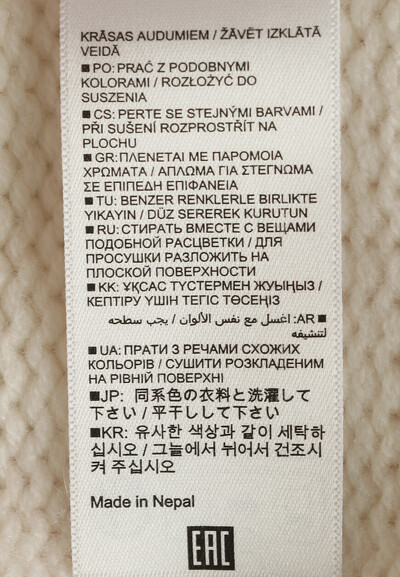 KRĀSAS AUDUMIEM / ŽĀVĒT IZKLĀTĀ
VEIDĀ
■ PO: PRAĆ Z PODOBNYMI
KOLORAMI / ROZŁOŻYĆ DO
SUSZENIA
■ CS: PERTE SE STEJNÝMI BARVAMI /
PŘI SUŠENÍ ROZPROSTŘÍT NA
PLOCHU
■ GR: ΠΛΕΝΕΤΑΙ ΜΕ ΠΑΡΟΜΟΙΑ
ΧΡΩΜΑΤΑ / ΑΠΛΩΜΑ ΓΙΑ ΣΤΕΓΝΩΜΑ
ΣΕ ΕΠΙΠΕΔΗ ΕΠΙΦΑΝΕΙΑ
■ TU: BENZER RENKLERLE BIRLIKTE
YIKAYIN / DÜZ SEREREK KURUTUN
■ RU: СТИРАТЬ ВМЕСТЕ С ВЕЩАМИ
ПОДОБНОЙ РАСЦВЕТКИ / ДЛЯ
ПРОСУШКИ РАЗЛОЖИТЬ НА
ПЛОСКОЙ ПОВЕРХНОСТИ
■ KK: ҰҚСАС ТҮСТЕРМЕН ЖУЫҢЫЗ /
КЕПТІРУ ҮШІН ТЕГІС ТӨСЕҢІЗ
■ AR: اغسل مع نفس الألوان / يجب سطحه
لتنشيفه
■ UA: ПРАТИ З РЕЧАМИ СХОЖИХ
КОЛЬОРІВ / СУШИТИ РОЗКЛАДЕНИМ
НА РІВНІЙ ПОВЕРХНІ
■JP: 同系色の衣料と洗濯して
下さい / 平干しして下さい
■KR: 유사한 색상과 같이 세탁하
십시오 / 그늘에서 뉘어서 건조시
켜 주십시오
Made in Nepal
EAC